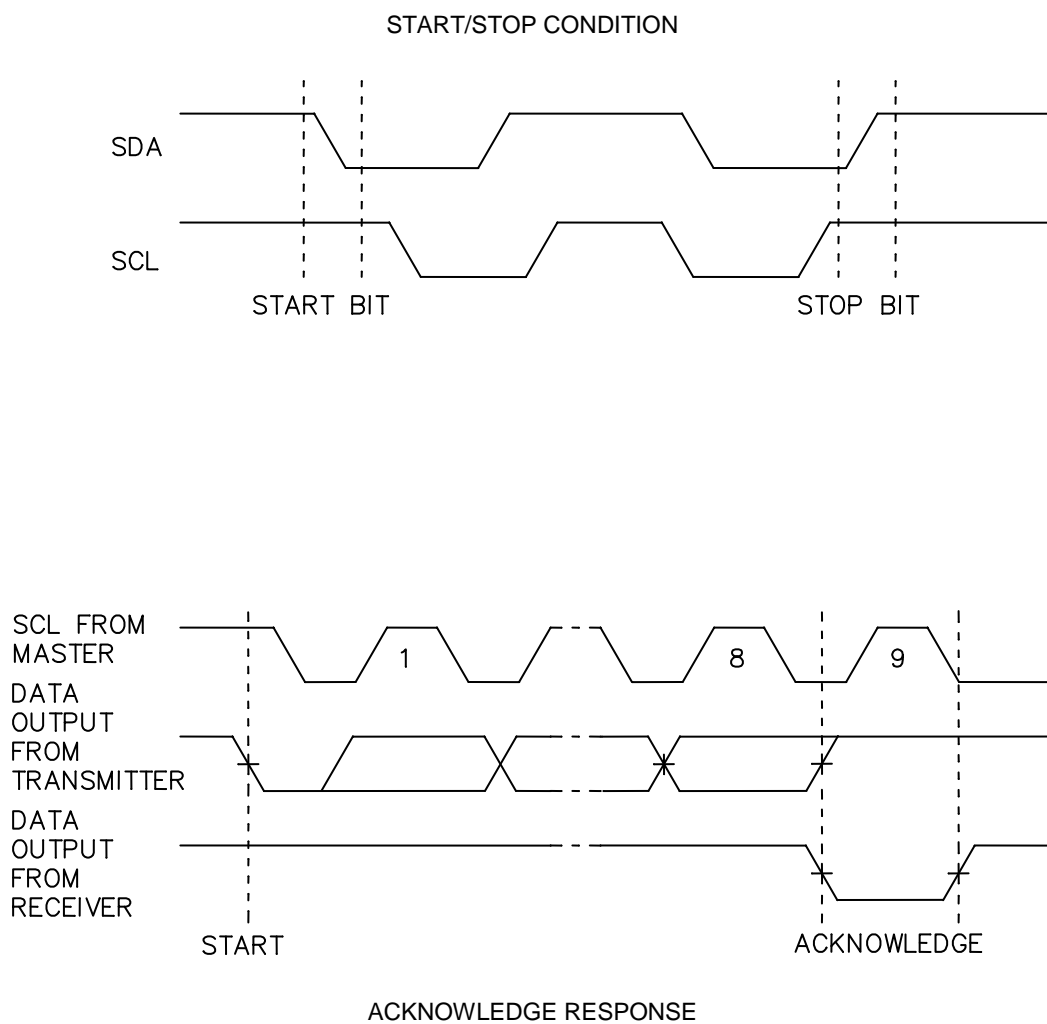 START/STOP CONDITION
SDA
SCL
START BIT
STOP BIT
SCL FROM
MASTER
1
8
9
DATA
OUTPUT
FROM
TRANSMITTER
DATA
OUTPUT
FROM
RECEIVER
START
ACKNOWLEDGE
ACKNOWLEDGE RESPONSE